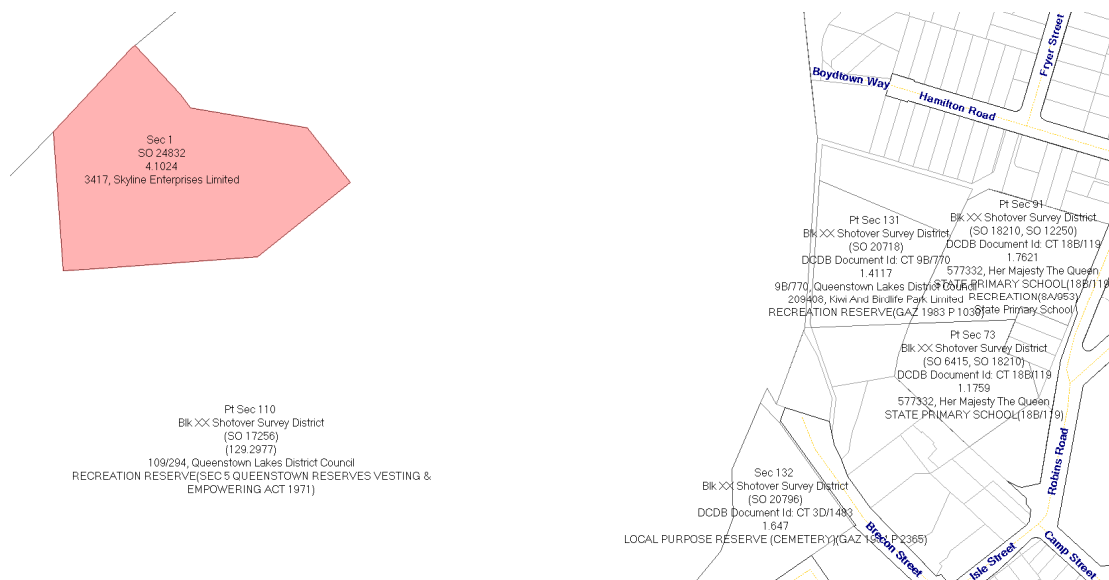 Fryer Street
Boydtown Way
Hamilton Road
Sec 1
SO 24832
4.1024
3417, Skyline Enterprises Limited
Pt Sec 91
Blk XX Shotover Survey District
(SO 18210, SO 12250)
DCDB Document Id: CT 18B/119
1.7621
577332, Her Majesty The Queen
STATE PRIMARY SCHOOL(18B/119)
RECREATION(8A/953)
State Primary School
Pt Sec 131
Blk XX Shotover Survey District
(SO 20718)
DCDB Document Id: CT 9B/770
1.4117
9B/770, Queenstown Lakes District Council
209408, Kiwi And Birdlife Park Limited
RECREATION RESERVE(GAZ 1983 P 1030)
Pt Sec 73
Blk XX Shotover Survey District
(SO 6415, SO 18210)
DCDB Document Id: CT 18B/119
1.1759
577332, Her Majesty The Queen
STATE PRIMARY SCHOOL(18B/119)
Pt Sec 110
Blk XX Shotover Survey District
(SO 17256)
(129.2977)
109/294, Queenstown Lakes District Council
RECREATION RESERVE(SEC 5 QUEENSTOWN RESERVES VESTING &
EMPOWERING ACT 1971)
Robins Road
Sec 132
Blk XX Shotover Survey District
(SO 20796)
DCDB Document Id: CT 3D/1483
1.647
LOCAL PURPOSE RESERVE (CEMETERY)(GAZ P 2365)
Brecon Street
Isle Street
Camp Street